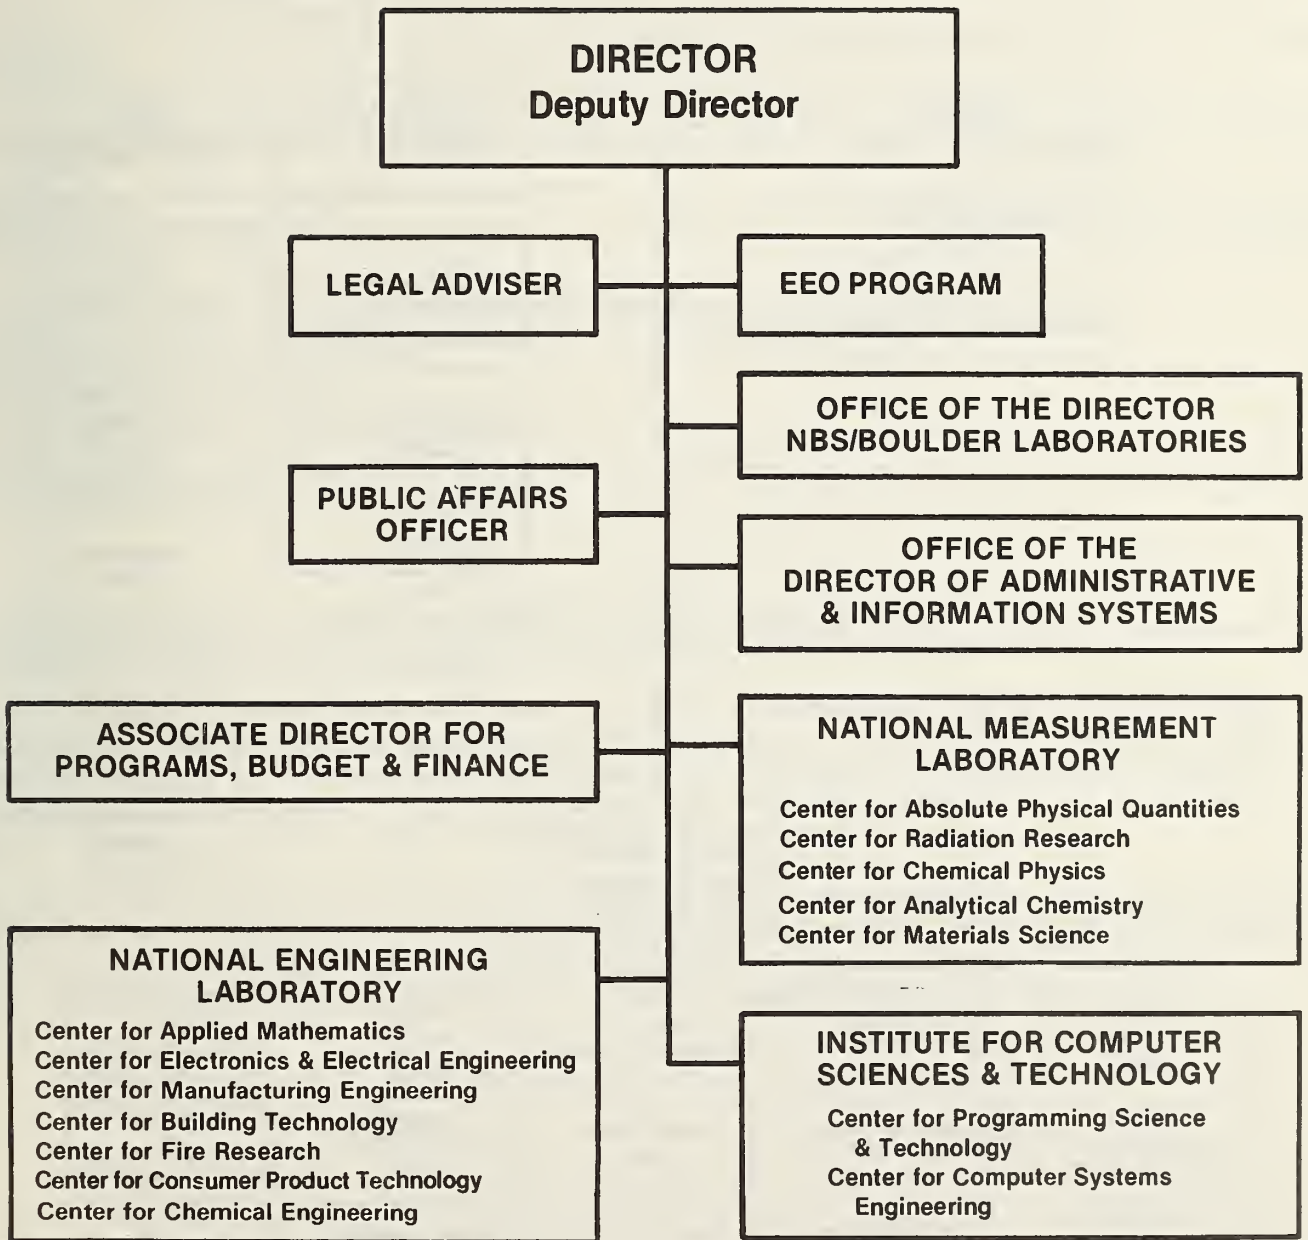 DIRECTOR
Deputy Director
LEGAL ADVISER
EEO PROGRAM
OFFICE OF THE DIRECTOR
NBS/BOULDER LABORATORIES
PUBLIC AFFAIRS
OFFICER
OFFICE OF THE
DIRECTOR OF ADMINISTRATIVE
& INFORMATION SYSTEMS
ASSOCIATE DIRECTOR FOR
PROGRAMS, BUDGET & FINANCE
NATIONAL MEASUREMENT
LABORATORY
Center for Absolute Physical Quantities
Center for Radiation Research
Center for Chemical Physics
Center for Analytical Chemistry
Center for Materials Science
NATIONAL ENGINEERING
LABORATORY
Center for Applied Mathematics
Center for Electronics & Electrical Engineering
Center for Manufacturing Engineering
Center for Building Technology
Center for Fire Research
Center for Consumer Product Technology
Center for Chemical Engineering
INSTITUTE FOR COMPUTER
SCIENCES & TECHNOLOGY
Center for Programming Science
& Technology
Center for Computer Systems
Engineering